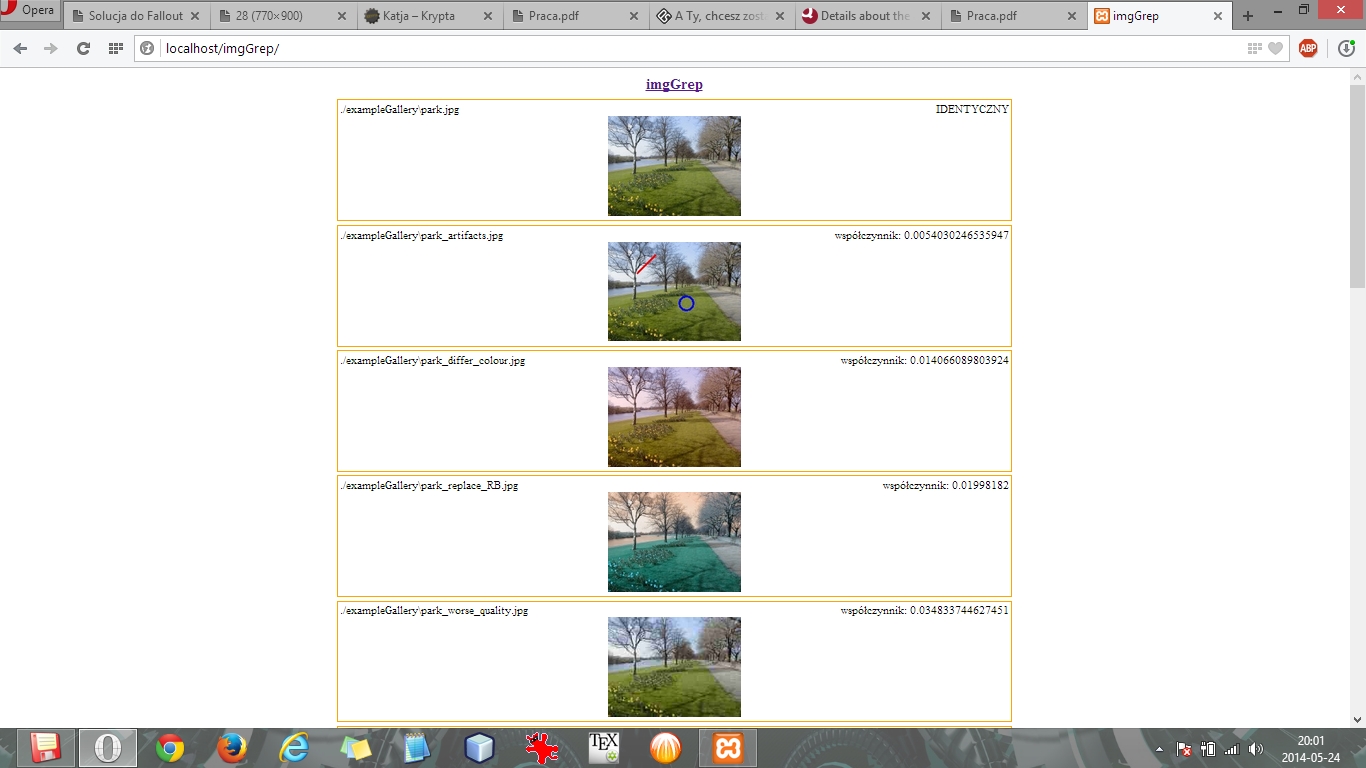 Opera
Solucja do Fallout
28 (770×900)
Katja – Krypta
Praca.pdf
A Ty, chcesz zost
Details about the
Praca.pdf
imgGrep
localhost/imgGrep/
ABP
imgGrep
./exampleGallery\park.jpg
IDENTYCZNY
./exampleGallery\park_artifacts.jpg
współczynnik: 0.0054030246535947
./exampleGallery\park_differ_colour.jpg
współczynnik: 0.014066089803924
./exampleGallery\park_replace_RB.jpg
współczynnik: 0.01998182
./exampleGallery\park_worse_quality.jpg
współczynnik: 0.034833744627451
TEX
20:01
2014-05-24